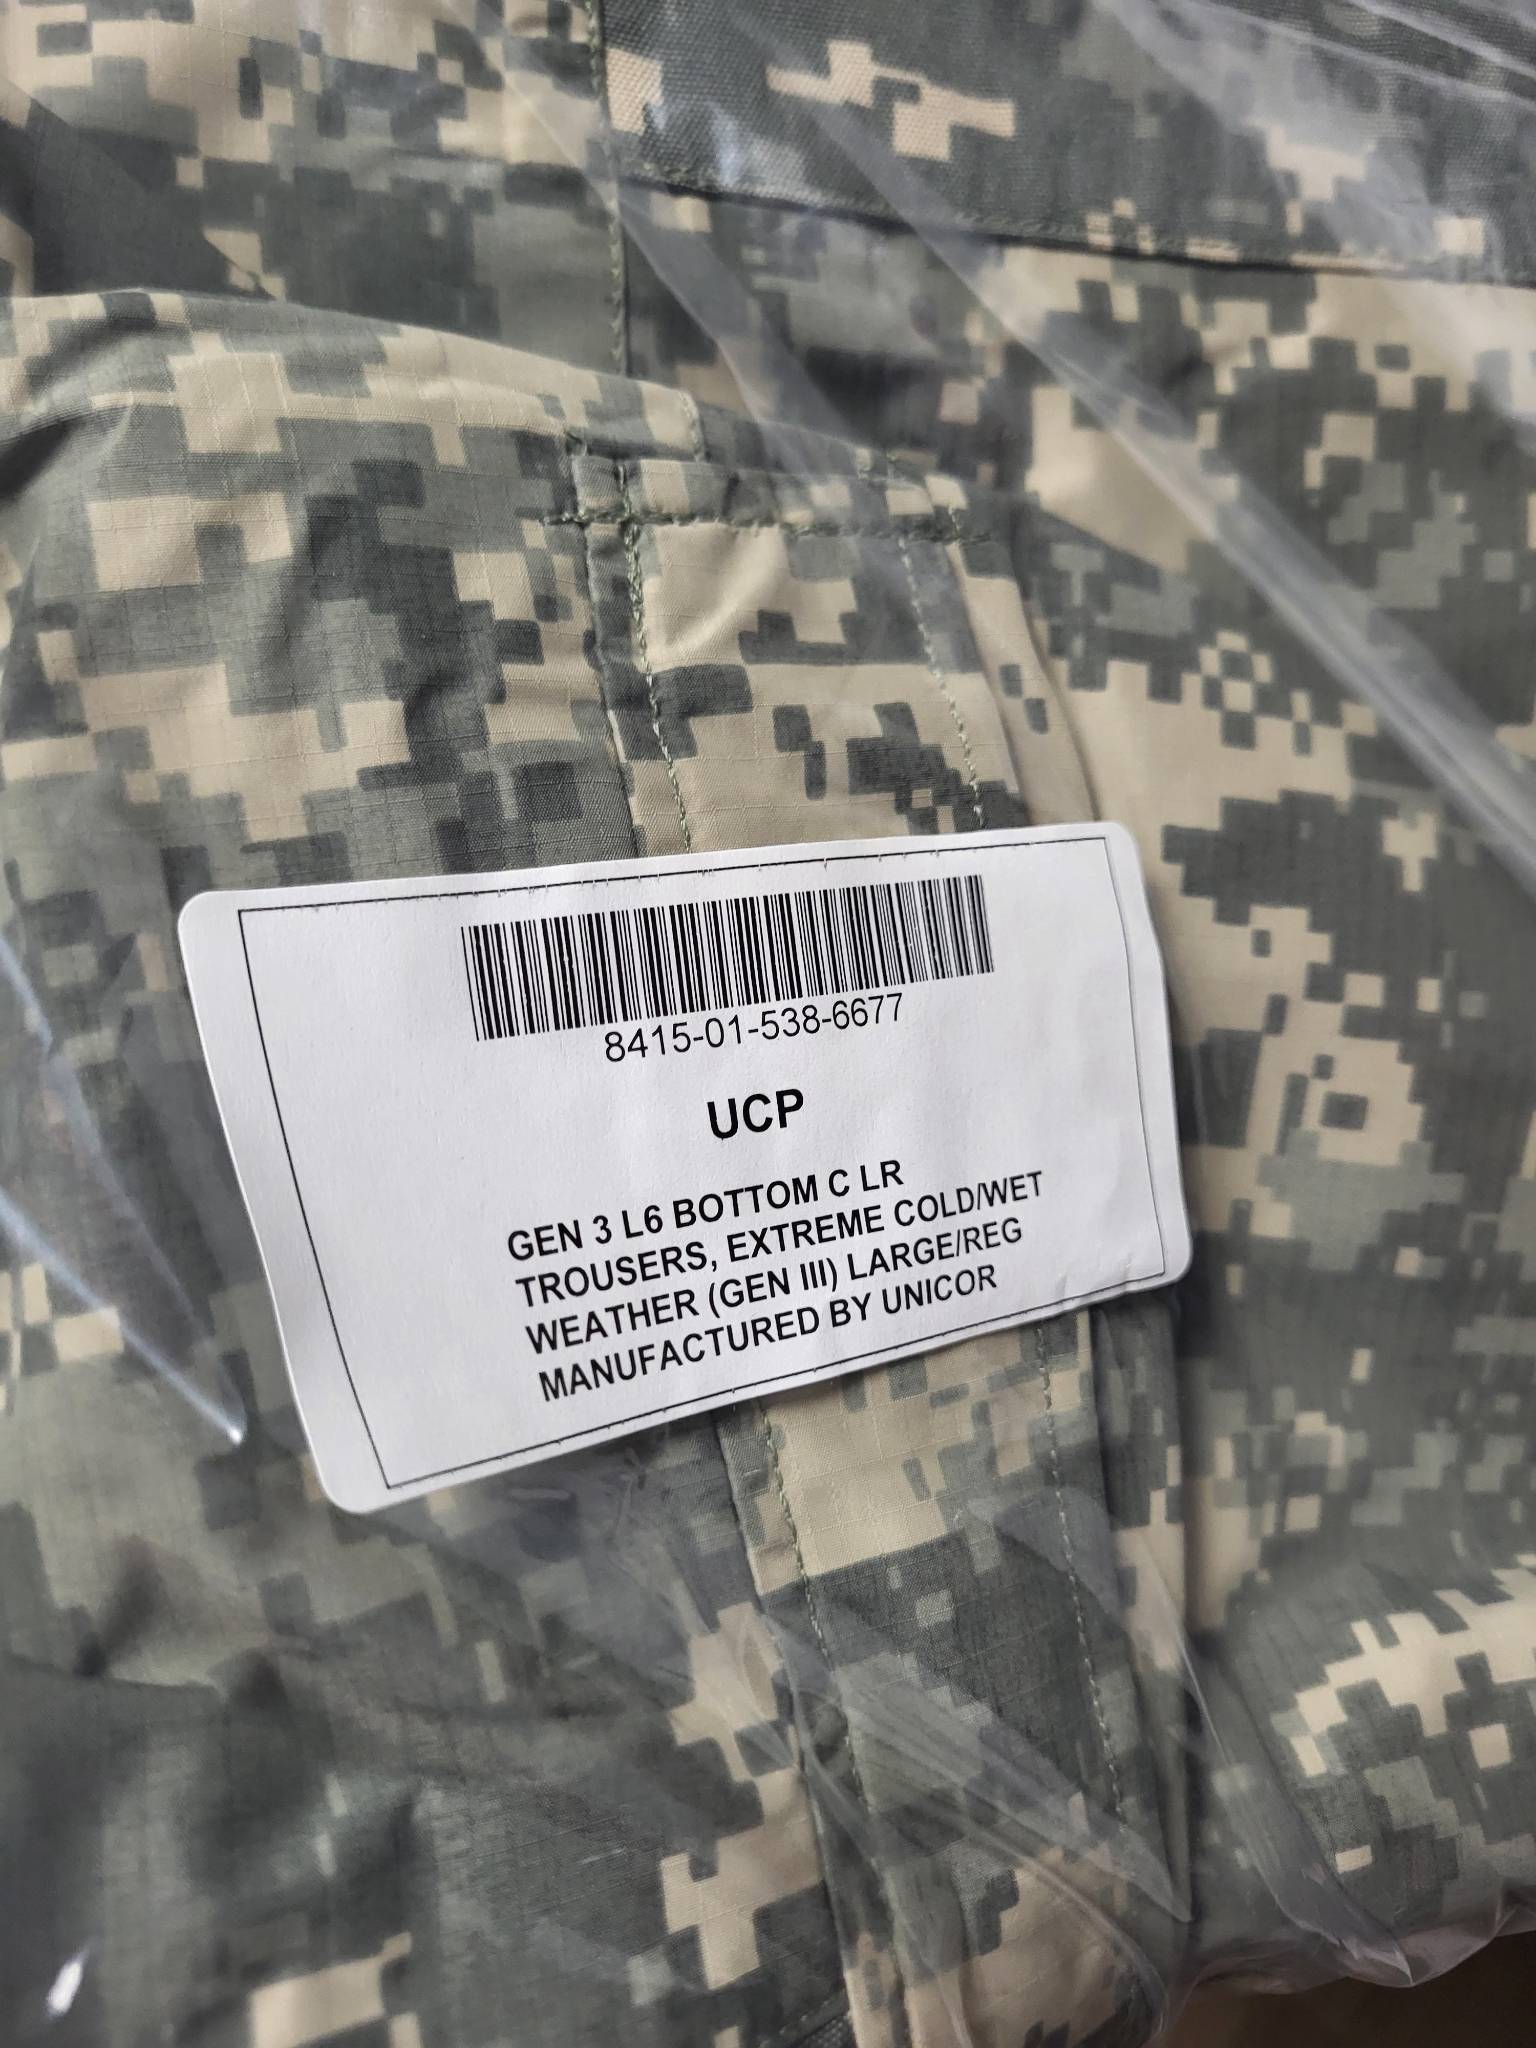 8415-01-538-6677
UCP
GEN 3 L6 BOTTOM C LR
TROUSERS, EXTREME COLD/WET
WEATHER (GEN III) LARGE/REG
MANUFACTURED BY UNICOR